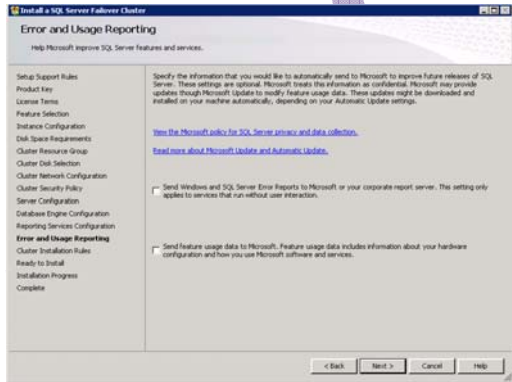 Install a SQL Server Failover Cluster
Error and Usage Reporting
Help Microsoft improve SQL Server features and services.
Setup Support Rules
Product Key
License Terms
Feature Selection
Instance Configuration
Disk Space Requirements
Cluster Resource Group
Cluster Disk Selection
Cluster Network Configuration
Cluster Security Policy
Server Configuration
Database Engine Configuration
Reporting Services Configuration
Error and Usage Reporting
Cluster Installation Rules
Ready to Install
Installation Progress
Complete
Specify the information that you would like to automatically send to Microsoft to improve future releases of SQL
Server. These settings are optional. Microsoft treats this information as confidential. Microsoft may provide
updates through Microsoft Update to modify feature usage data. These updates might be downloaded and
installed on your machine automatically, depending on your Automatic Update settings.
View the Microsoft policy for SQL Server privacy and data collection.
Read more about Microsoft Update and Automatic Update.
Send Windows and SQL Server Error Reports to Microsoft or your corporate report server. This setting only
applies to services that run without user interaction.
Send feature usage data to Microsoft. Feature usage data includes information about your hardware
configuration and how you use Microsoft software and services.
< Back
Next >
Cancel
Help